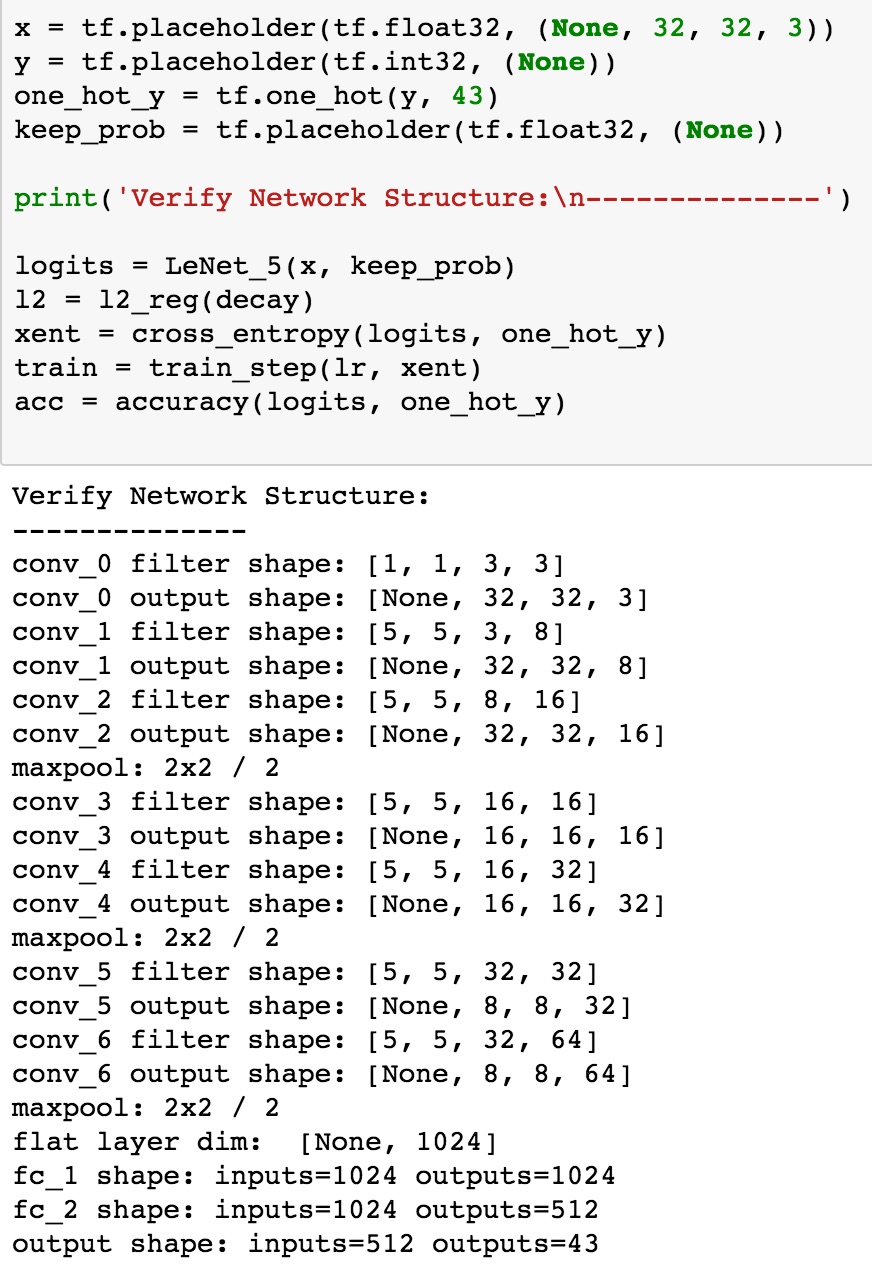 x = tf.placeholder(tf.float32, (None, 32, 32, 3))
y = tf.placeholder(tf.int32, (None))
one_hot_y = tf.one_hot(y, 43)
keep_prob = tf.placeholder(tf.float32, (None))
print('Verify Network Structure:\n--------------')
logits = LeNet_5(x, keep_prob)
l2 = l2_reg(decay)
xent = cross_entropy(logits, one_hot_y)
train = train_step(lr, xent)
acc = accuracy(logits, one_hot_y)
Verify Network Structure:
--------------
conv_0 filter shape: [1, 1, 3, 3]
conv_0 output shape: [None, 32, 32, 3]
conv_1 filter shape: [5, 5, 3, 8]
conv_1 output shape: [None, 32, 32, 8]
conv_2 filter shape: [5, 5, 8, 16]
conv_2 output shape: [None, 32, 32, 16]
maxpool: 2x2 / 2
conv_3 filter shape: [5, 5, 16, 16]
conv_3 output shape: [None, 16, 16, 16]
conv_4 filter shape: [5, 5, 16, 32]
conv_4 output shape: [None, 16, 16, 32]
maxpool: 2x2 / 2
conv_5 filter shape: [5, 5, 32, 32]
conv_5 output shape: [None, 8, 8, 32]
conv_6 filter shape: [5, 5, 32, 64]
conv_6 output shape: [None, 8, 8, 64]
maxpool: 2x2 / 2
flat layer dim:  [None, 1024]
fc_1 shape: inputs=1024 outputs=1024
fc_2 shape: inputs=1024 outputs=512
output shape: inputs=512 outputs=43